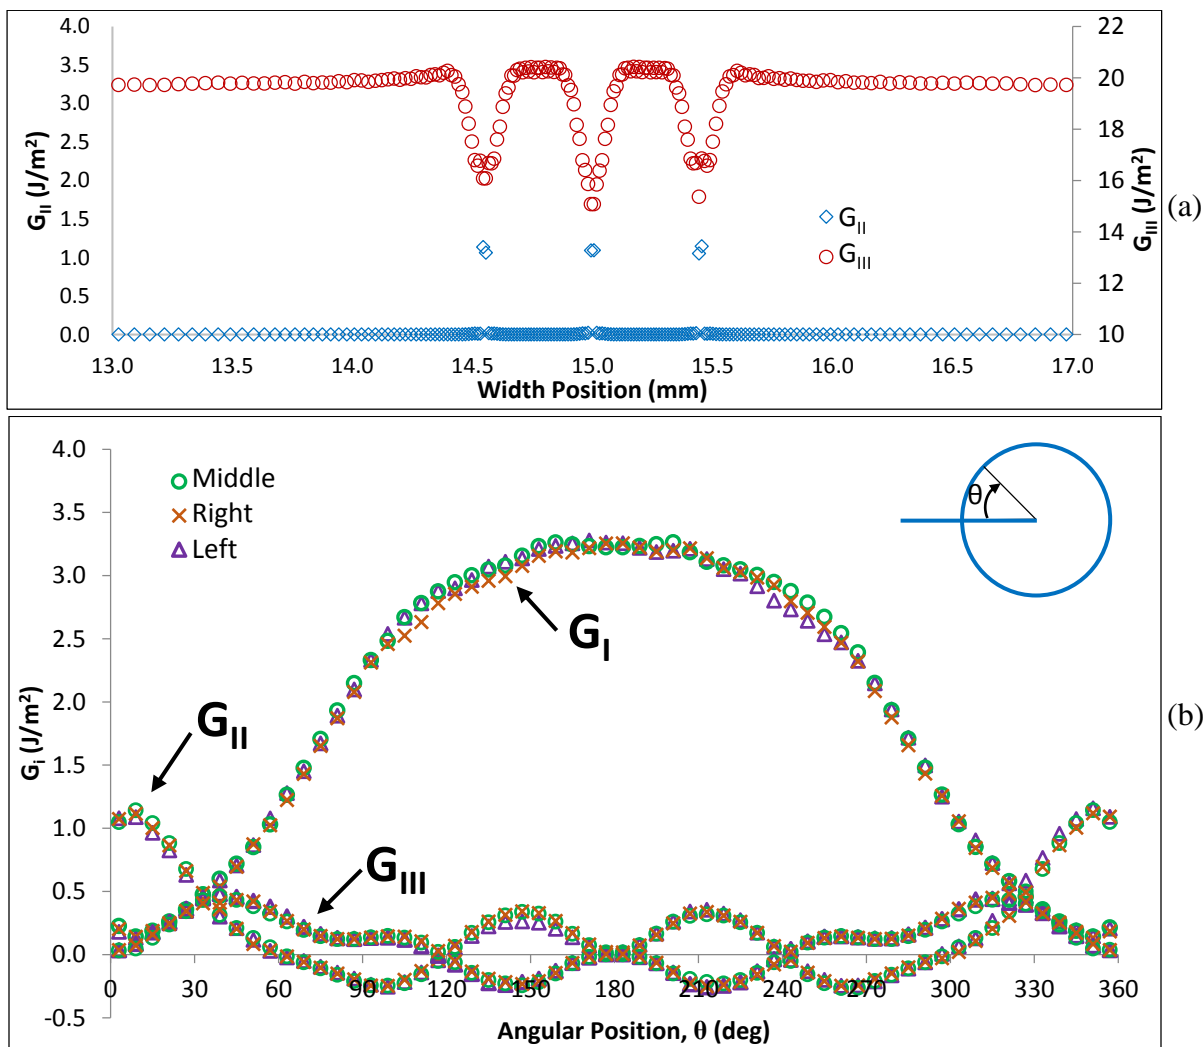 4.0
3.5
3.0
2.5
2.0
1.5
1.0
0.5
0.0
G_II (J/m²)
22
20
18
16
14
12
10
G_III (J/m²)
G_II
G_III
13.0 13.5 14.0 14.5 15.0 15.5 16.0 16.5 17.0
Width Position (mm)
(a)
4.0
3.5
3.0
2.5
2.0
1.5
1.0
0.5
0.0
-0.5
G_i (J/m²)
Middle
Right
Left
θ
G_I
G_II
G_III
0 30 60 90 120 150 180 210 240 270 300 330 360
Angular Position, θ (deg)
(b)